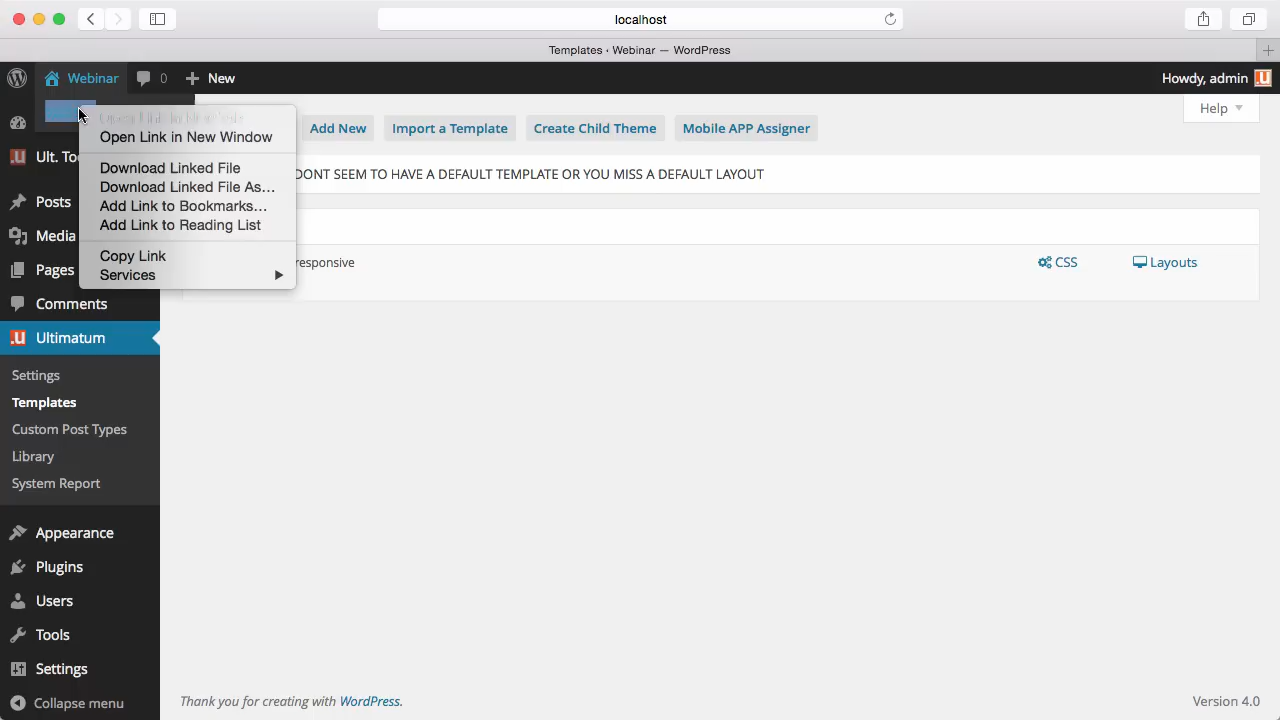 localhost
Templates ‹ Webinar — WordPress
Webinar 0 New Howdy, admin
Help
Open Link in New Window
Download Linked File
Download Linked File As…
Add Link to Bookmarks…
Add Link to Reading List
Copy Link
Services
Add New Import a Template Create Child Theme Mobile APP Assigner
DONT SEEM TO HAVE A DEFAULT TEMPLATE OR YOU MISS A DEFAULT LAYOUT
responsive CSS Layouts
Ult.
Posts
Media
Pages
Comments
Ultimatum
Settings
Templates
Custom Post Types
Library
System Report
Appearance
Plugins
Users
Tools
Settings
Collapse menu
Thank you for creating with WordPress.
Version 4.0